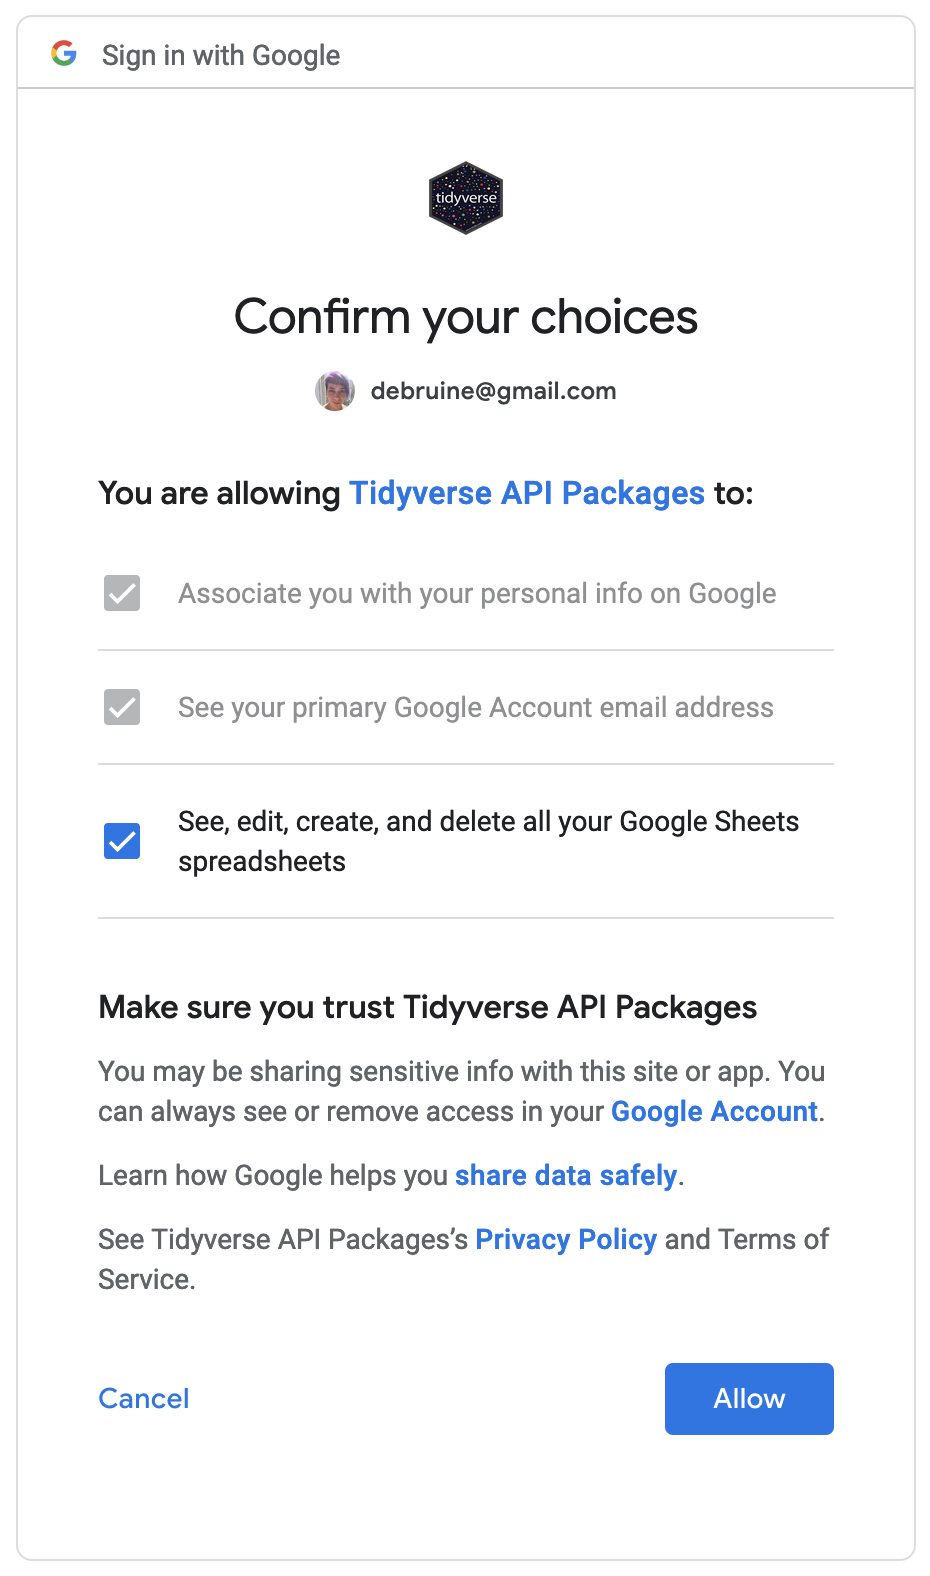 Sign in with Google
tidyverse
Confirm your choices
debruine@gmail.com
You are allowing Tidyverse API Packages to:
Associate you with your personal info on Google
See your primary Google Account email address
See, edit, create, and delete all your Google Sheets
spreadsheets
Make sure you trust Tidyverse API Packages
You may be sharing sensitive info with this site or app. You
can always see or remove access in your Google Account.
Learn how Google helps you share data safely.
See Tidyverse API Packages’s Privacy Policy and Terms of
Service.
Cancel
Allow